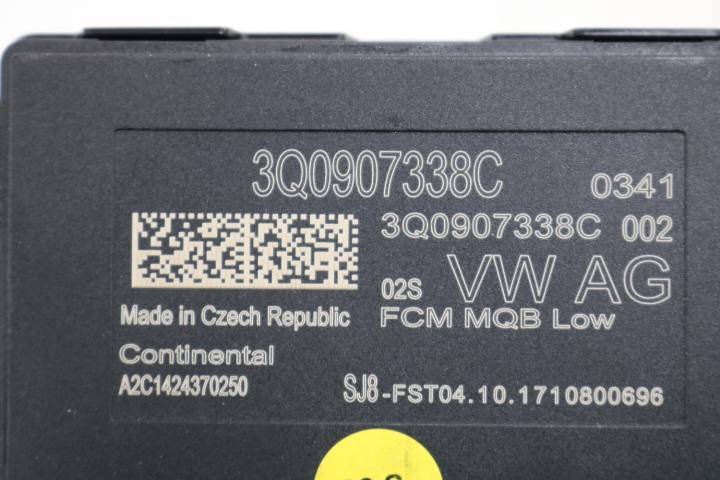 3Q0907338C 0341
3Q0907338C 002
02S VW AG
Made in Czech Republic FCM MQB Low
Continental
A2C1424370250 SJ8-FST04.10.1710800696